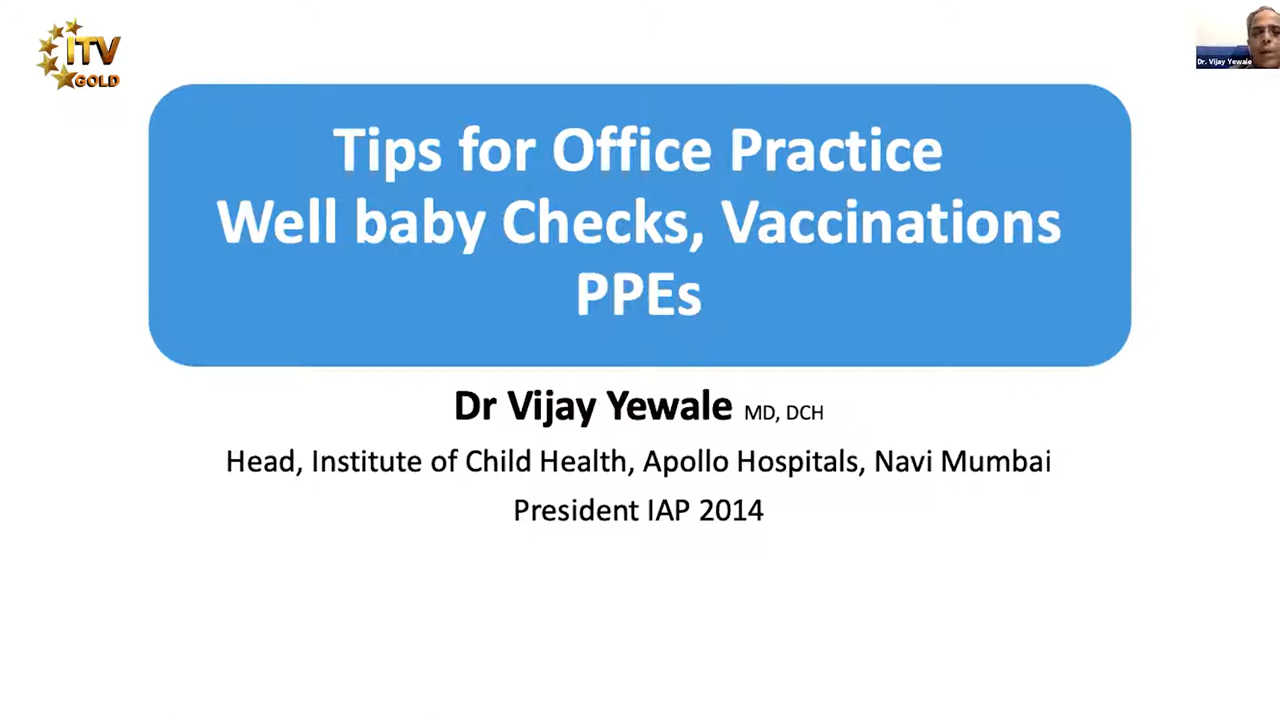 ITV
GOLD
Dr. Vijay Yewale
Tips for Office Practice
Well baby Checks, Vaccinations
PPEs
Dr Vijay Yewale MD, DCH
Head, Institute of Child Health, Apollo Hospitals, Navi Mumbai
President IAP 2014